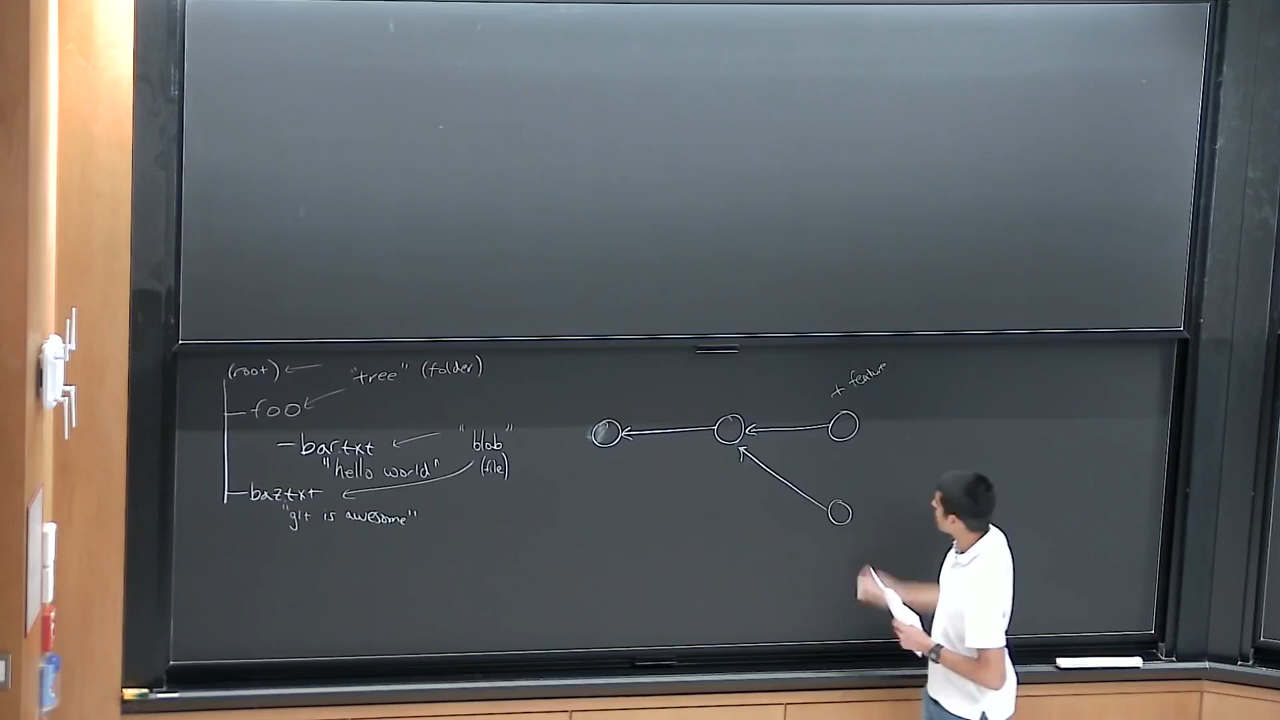 (root)
"tree" (folder)
foo
bar.txt
"hello world"
"blob"
(file)
baz.txt
"git is awesome"
+ feature